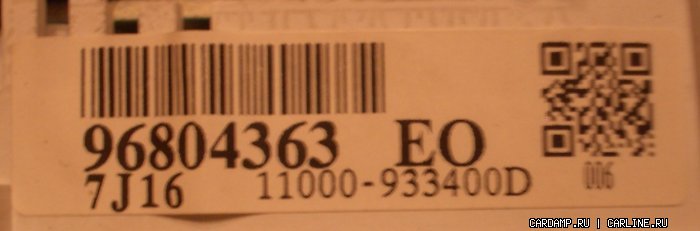 96804363 EO
7J16 11000-933400D
006
CARDAMP.RU | CARLINE.RU